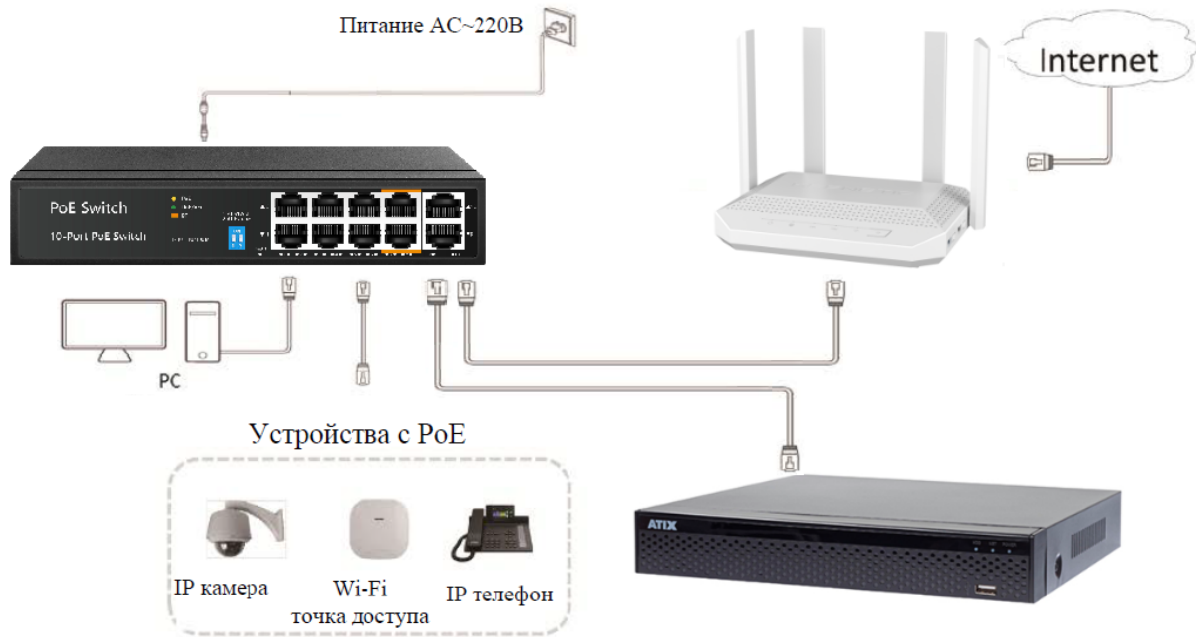 Питание AC~220В
Internet
PoE Switch
10-Port PoE Switch
PC
Устройства с PoE
ATIX
IP камера
Wi-Fi
точка доступа
IP телефон